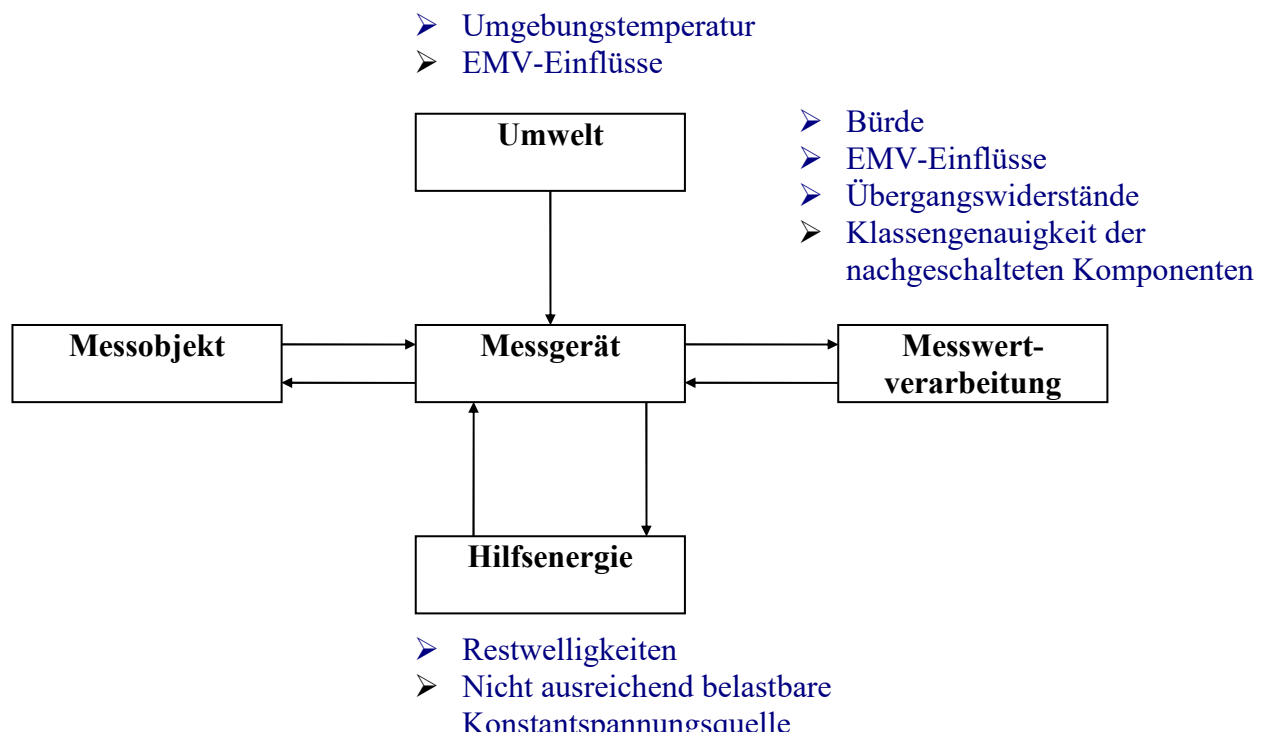 ➢ Umgebungstemperatur
➢ EMV-Einflüsse
Umwelt
➢ Bürde
➢ EMV-Einflüsse
➢ Übergangswiderstände
➢ Klassengenauigkeit der
nachgeschalteten Komponenten
Messobjekt
Messgerät
Messwert-
verarbeitung
Hilfsenergie
➢ Restwelligkeiten
➢ Nicht ausreichend belastbare
Konstantspannungsquelle